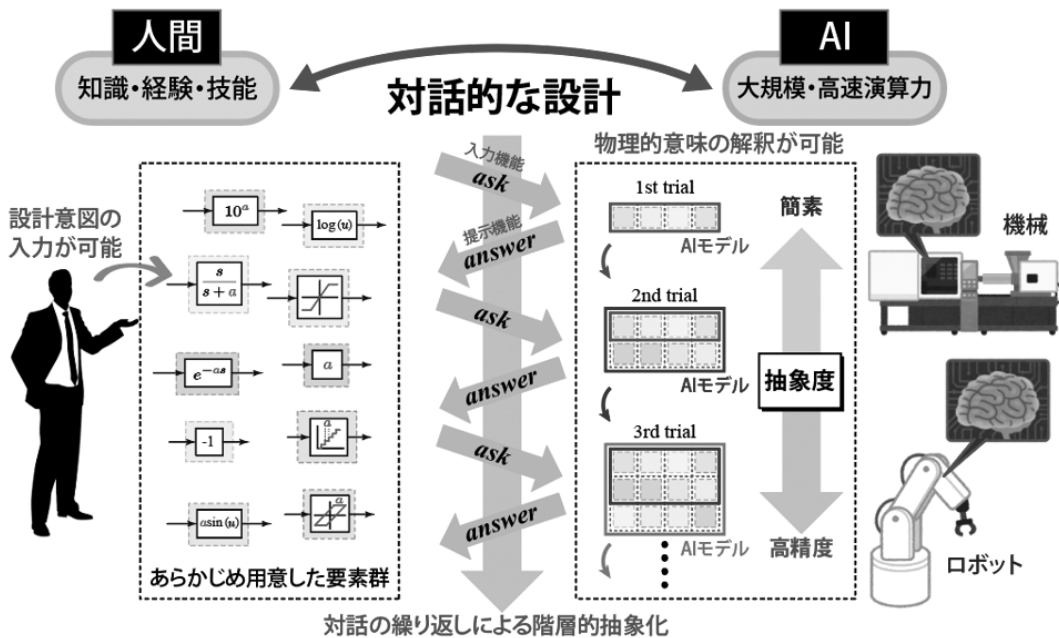 人間
知識・経験・技能
AI
大規模・高速演算力
対話的な設計
設計意図の
入力が可能
10^a
log(u)
s
s + a
e^{-as}
a
-1
a
a sin(u)
a
あらかじめ用意した要素群
入力機能
ask
提示機能
answer
ask
answer
ask
answer
対話の繰り返しによる階層的抽象化
物理的意味の解釈が可能
1st trial
AIモデル
2nd trial
AIモデル
3rd trial
AIモデル
簡素
抽象度
高精度
機械
ロボット